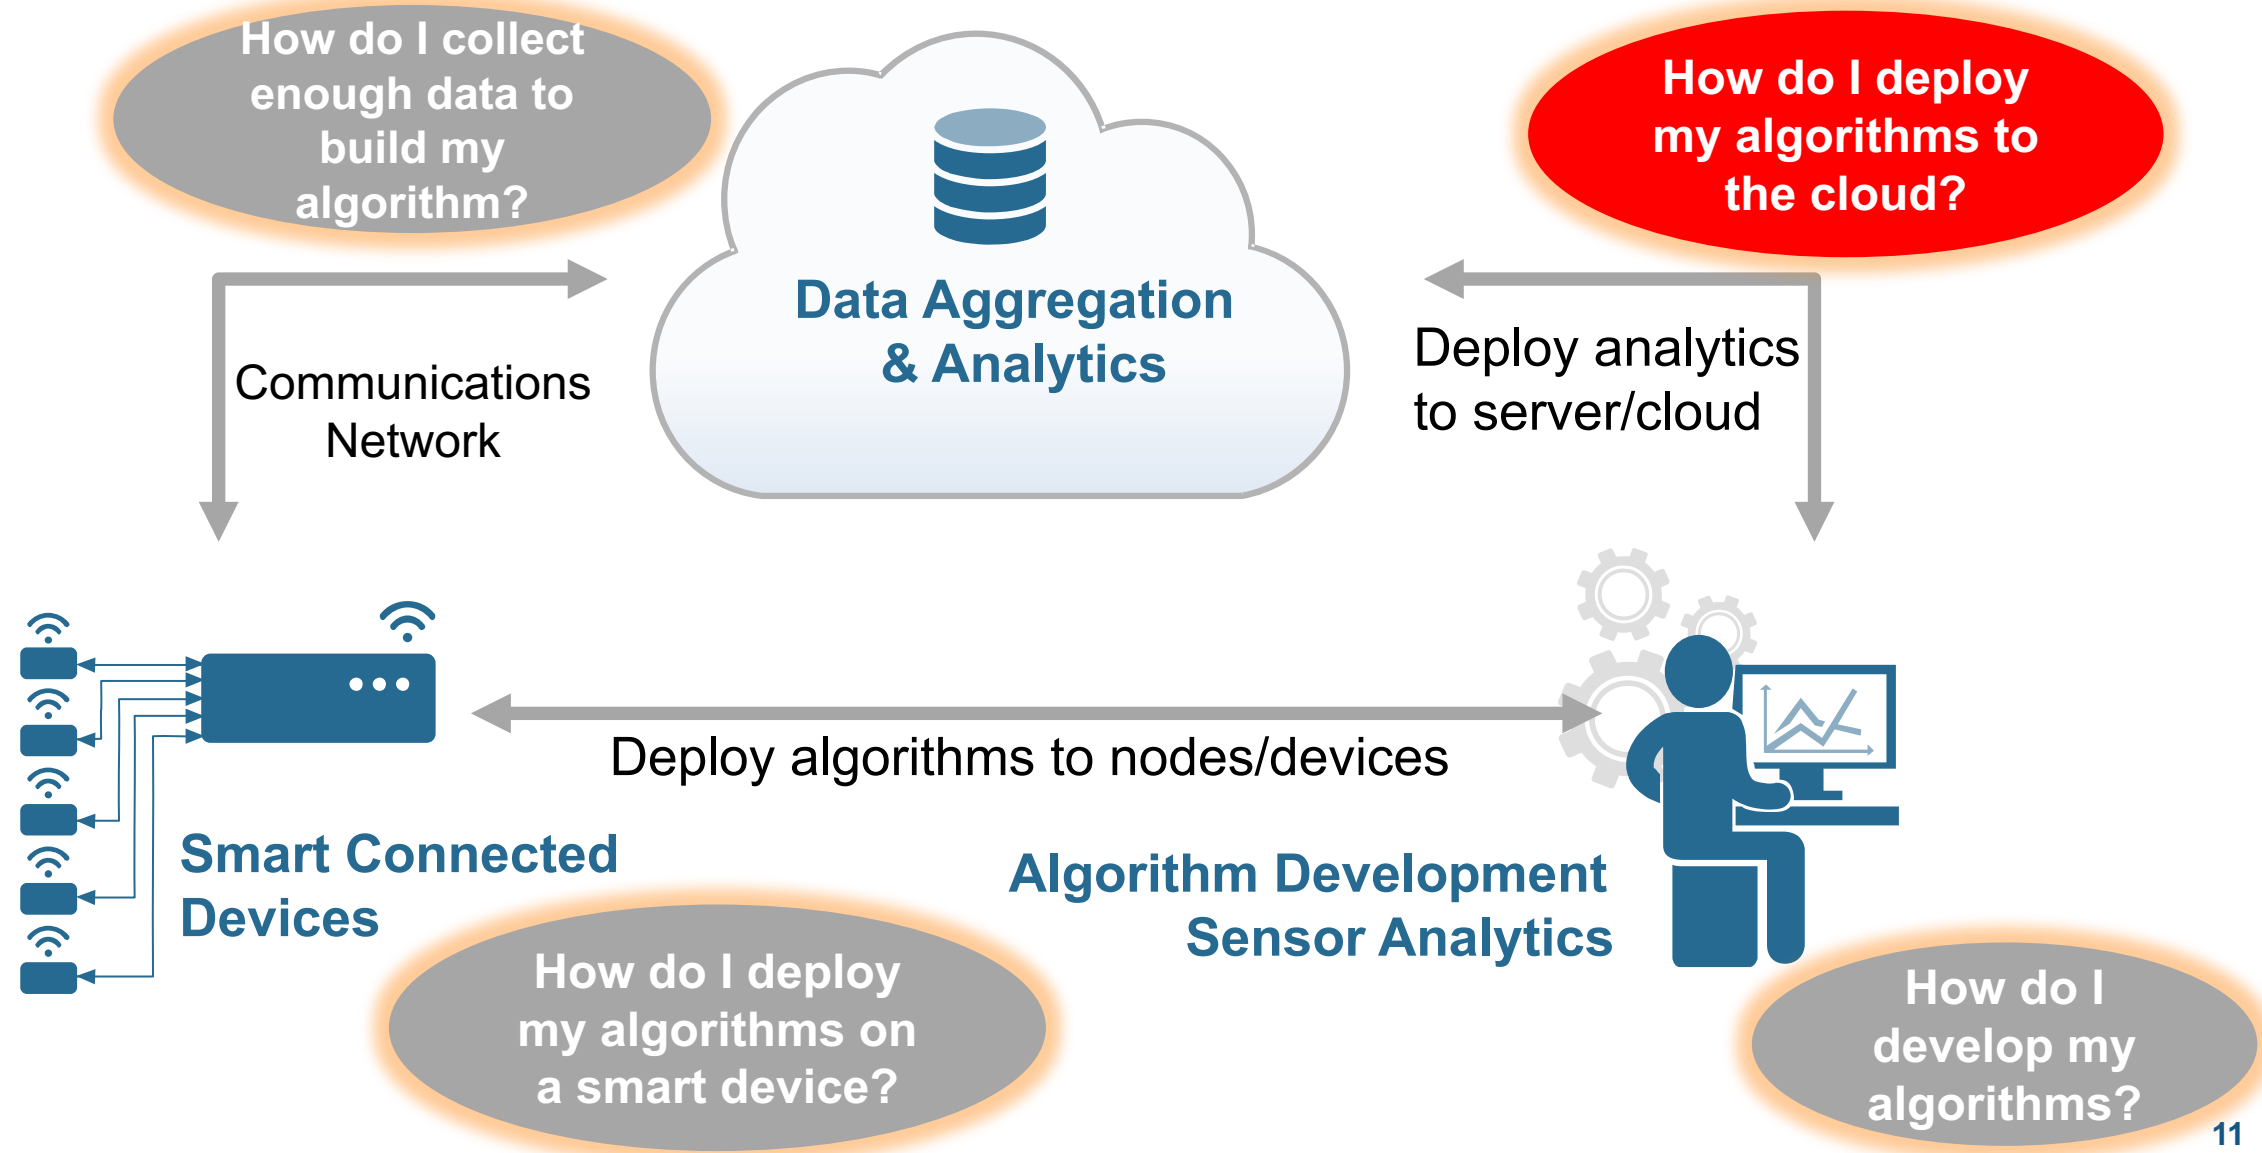 How do I collect
enough data to
build my
algorithm?
How do I deploy
my algorithms to
the cloud?
Data Aggregation
& Analytics
Communications
Network
Deploy analytics
to server/cloud
Deploy algorithms to nodes/devices
Smart Connected
Devices
Algorithm Development
Sensor Analytics
How do I deploy
my algorithms on
a smart device?
How do I
develop my
algorithms?
11